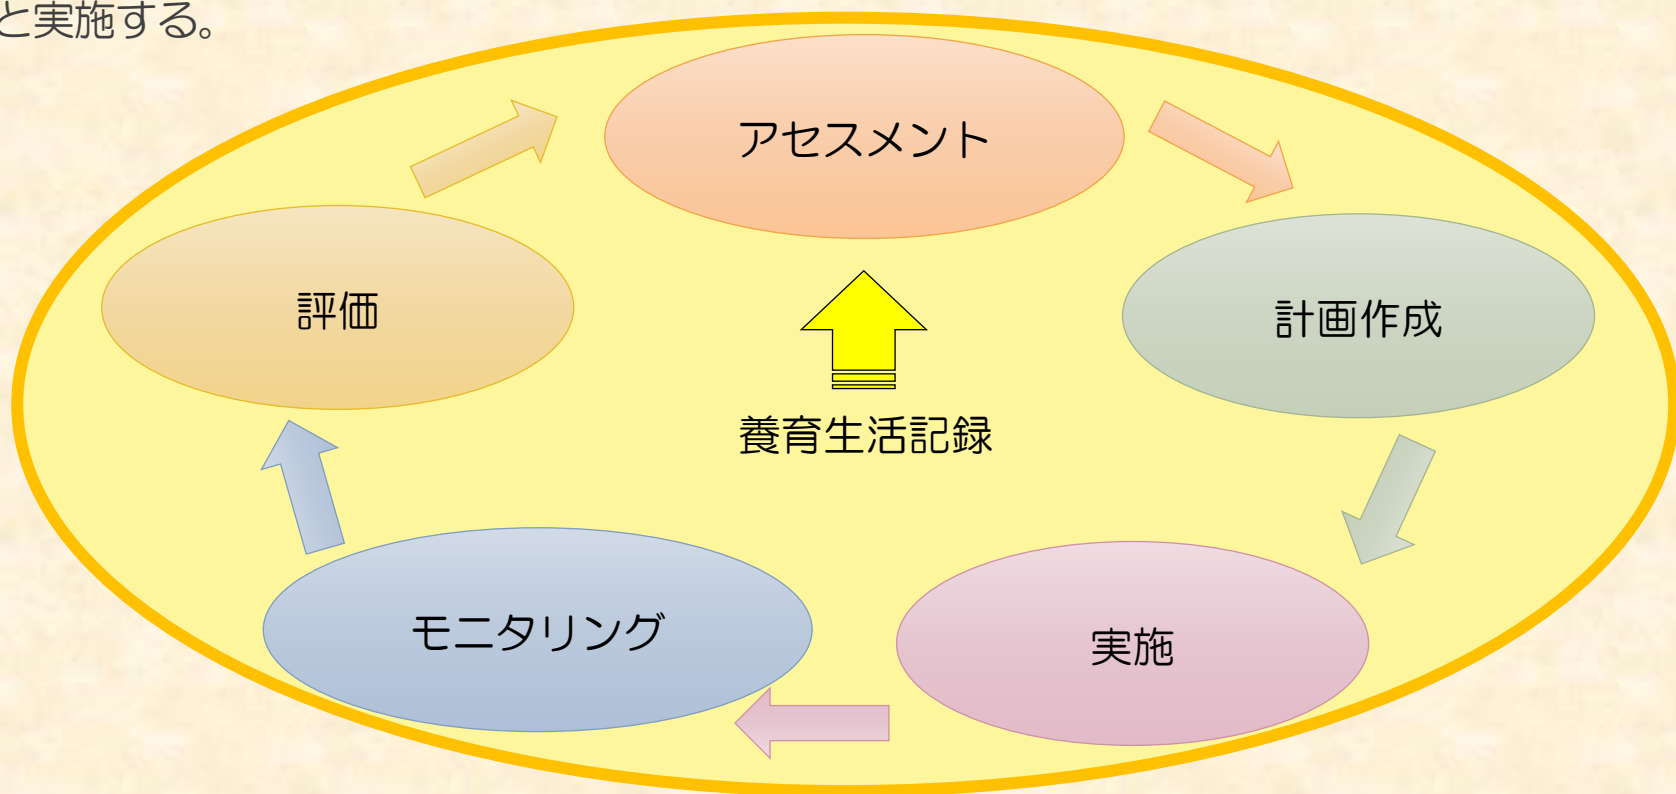 と実施する。
アセスメント
評価
計画作成
養育生活記録
モニタリング
実施